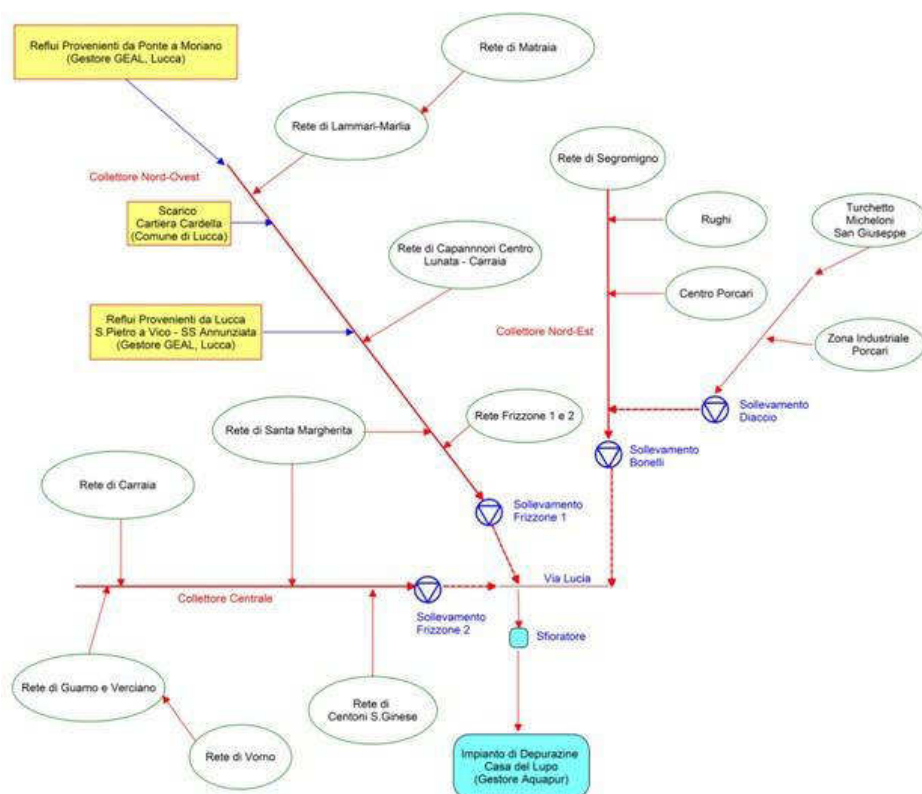 Reflui Provenienti da Ponte a Moriano
(Gestore GEAL, Lucca)
Rete di Matraia
Rete di Lammari-Marlia
Collettore Nord-Ovest
Rete di Segromigno
Scarico
Cartiera Cardella
(Comune di Lucca)
Rughi
Turchetto
Micheloni
San Giuseppe
Rete di Capannnori Centro
Lunata - Carraia
Centro Porcari
Reflui Provenienti da Lucca
S.Pietro a Vico - SS Annunziata
(Gestore GEAL, Lucca)
Collettore Nord-Est
Zona Industriale
Porcari
Rete di Santa Margherita
Rete Frizzone 1 e 2
Sollevamento
Diaccio
Sollevamento
Bonelli
Rete di Carraia
Sollevamento
Frizzone 1
Via Lucia
Collettore Centrale
Sollevamento
Frizzone 2
Sfioratore
Rete di Guamo e Verciano
Rete di
Centoni S.Ginese
Rete di Vorno
Impianto di Depurazine
Casa del Lupo
(Gestore Aquapur)